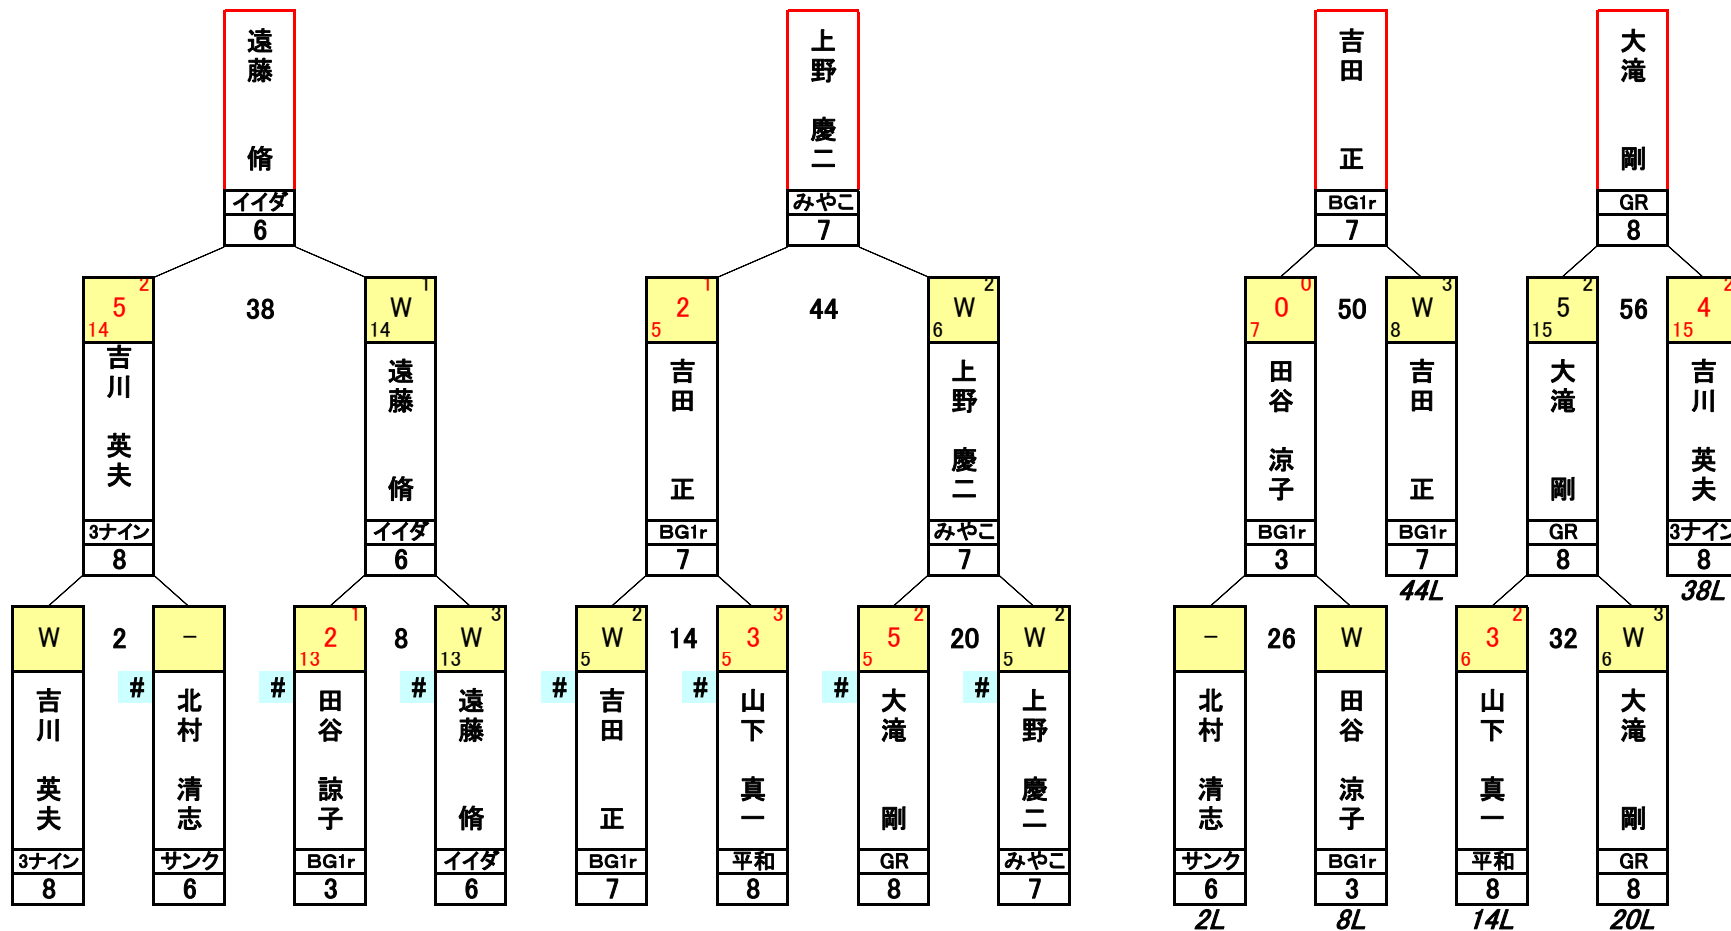 遠藤 脩
上野 慶二
吉田 正
大滝 剛
イイダ
みやこ
BG1r
GR
6
7
7
8
5 2 14
38
W 1 14
2 1 5
44
W 2 6
0 0 7
50
W 3 8
5 2 15
56
4 2 15
吉川 英夫
遠藤 脩
吉田 正
上野 慶二
田谷 涼子
吉田 正
大滝 剛
吉川 英夫
3ナイン
イイダ
BG1r
みやこ
BG1r
BG1r
GR
3ナイン
8
6
7
7
3
7
8
8
44L
38L
W
2
-
2 1 13
8
W 3 13
W 2 5
14
3 3 5
5 2 5
20
W 2 5
-
26
W
3 2 6
32
W 3 6
#
#
#
#
#
#
#
吉川 英夫
北村 清志
田谷 諒子
遠藤 脩
吉田 正
山下 真一
大滝 剛
上野 慶二
北村 清志
田谷 涼子
山下 真一
大滝 剛
3ナイン
サンク
BG1r
イイダ
BG1r
平和
GR
みやこ
サンク
BG1r
平和
GR
8
6
3
6
7
8
8
7
6
3
8
8
2L
8L
14L
20L